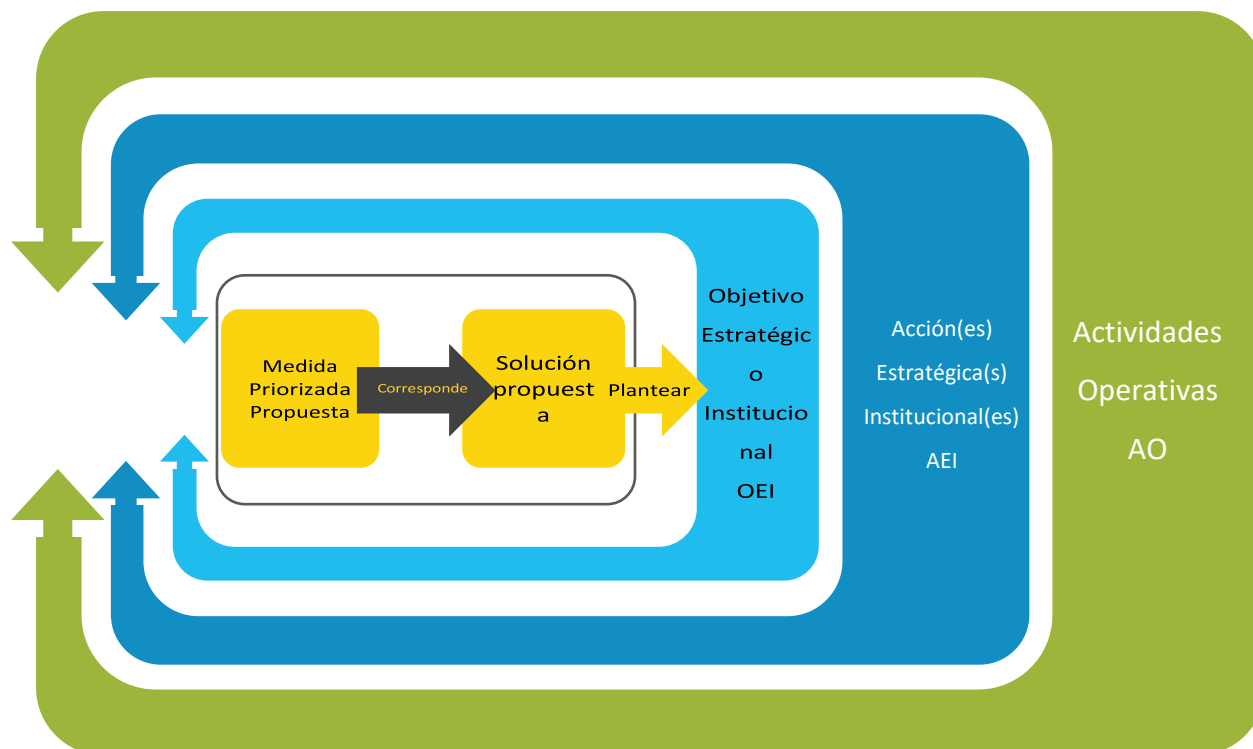 Medida
Priorizada
Propuesta
Corresponde
Solución
propuest
a
Plantear
Objetivo
Estratégic
o
Institucio
nal
OEI
Acción(es)
Estratégica(s)
Institucional(es)
AEI
Actividades
Operativas
AO